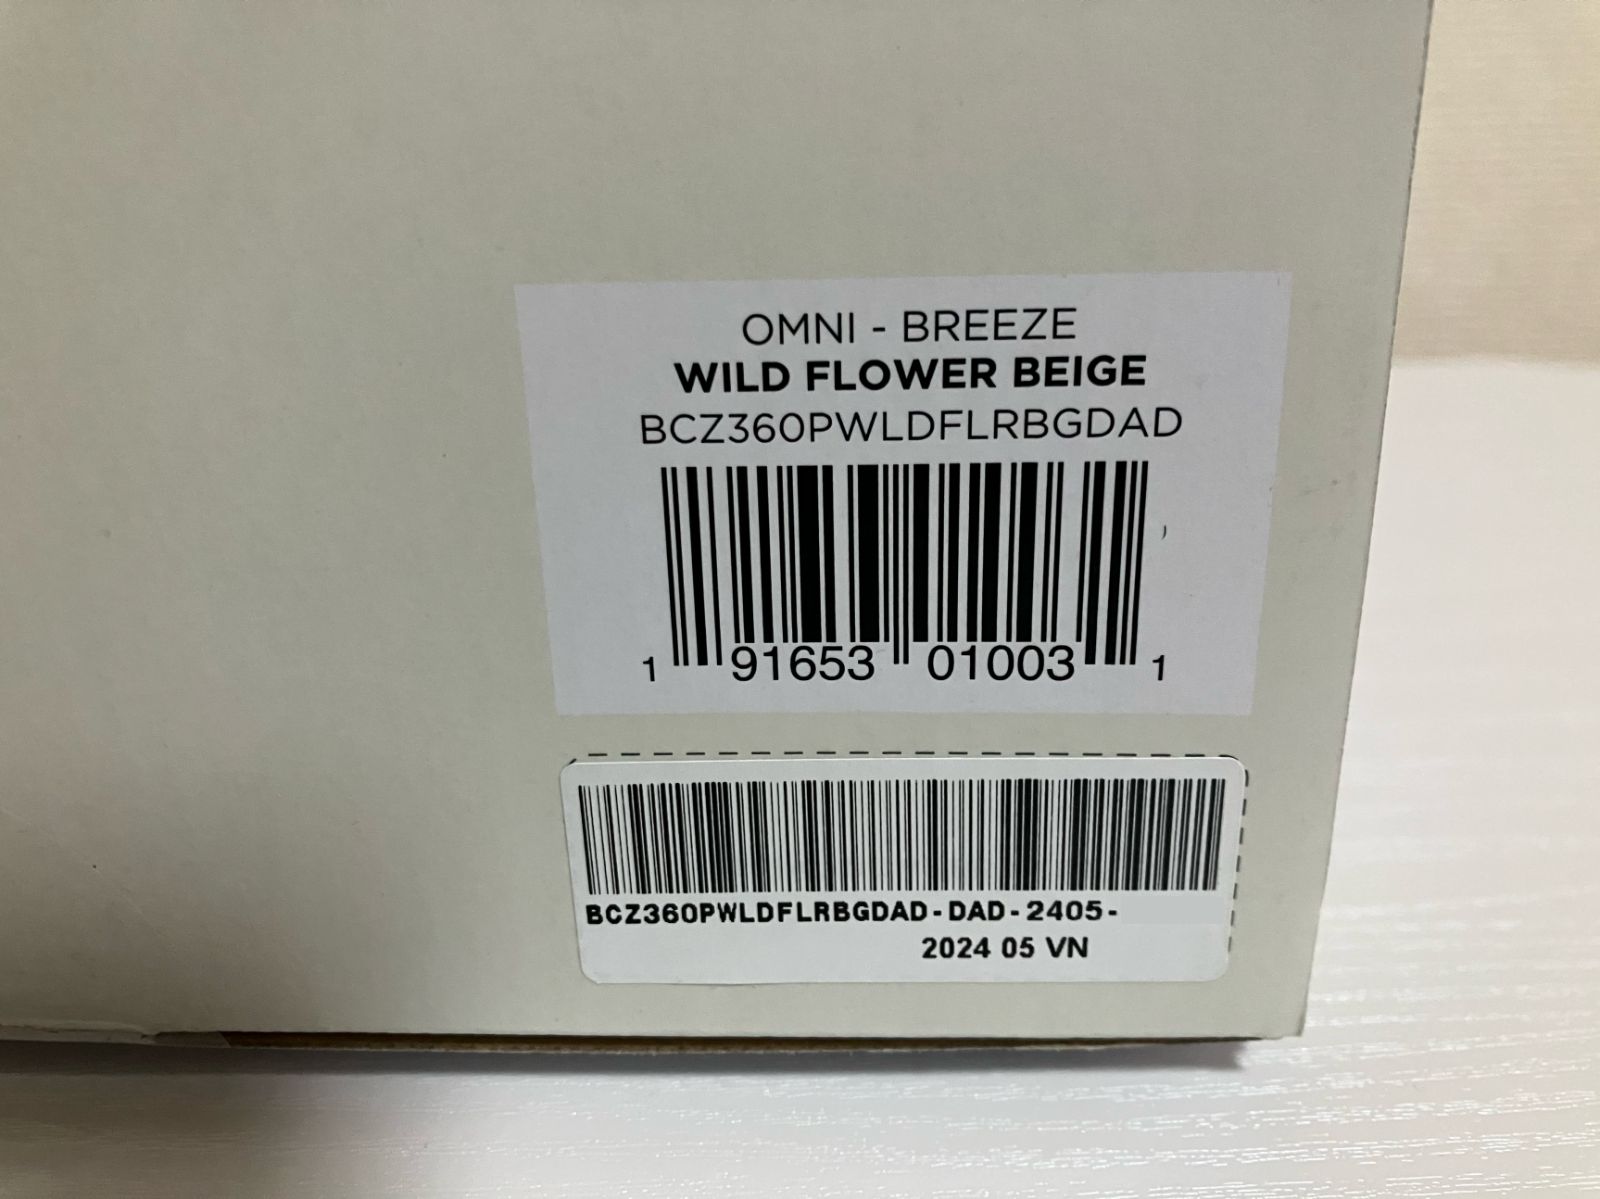 OMNI - BREEZE
WILD FLOWER BEIGE
BCZ360PWLDFLRBGDAD
1 91653 01003 1
BCZ360PWLDFLRBGDAD-DAD-2405-
2024 05 VN